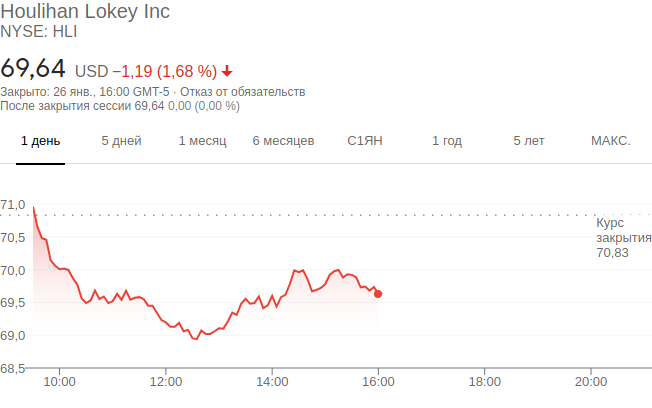 Houlihan Lokey Inc
NYSE: HLI
69,64 USD −1,19 (1,68 %)
Закрыто: 26 янв., 16:00 GMT-5 · Отказ от обязательств
После закрытия сессии 69,64 0,00 (0,00 %)
1 день 5 дней 1 месяц 6 месяцев С1ЯН 1 год 5 лет МАКС.
71,0
Курс
закрытия
70,83
70,5
70,0
69,5
69,0
68,5
10:00 12:00 14:00 16:00 18:00 20:00